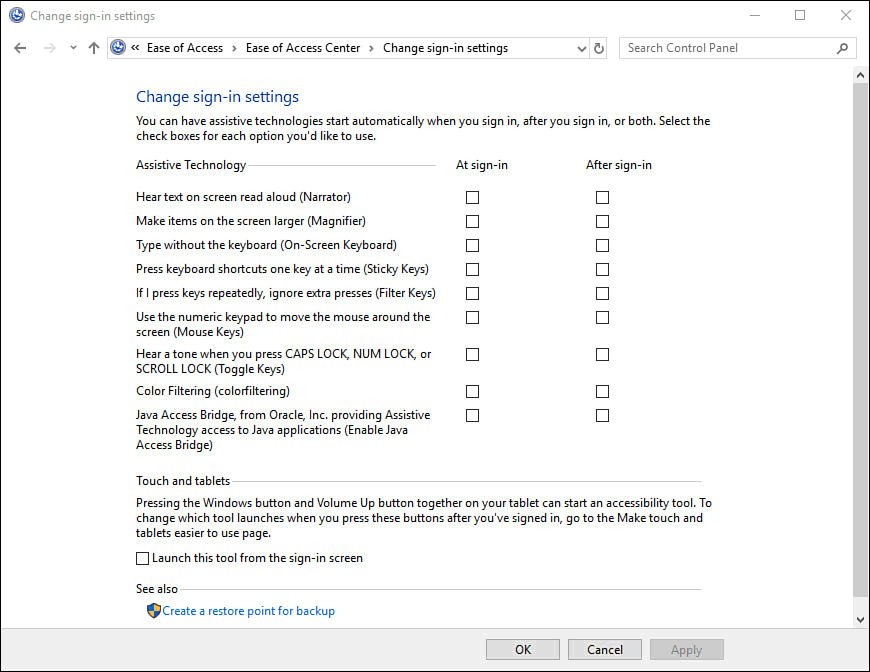 Change sign-in settings
« Ease of Access > Ease of Access Center > Change sign-in settings
Search Control Panel
Change sign-in settings
You can have assistive technologies start automatically when you sign in, after you sign in, or both. Select the
check boxes for each option you'd like to use.
Assistive Technology At sign-in After sign-in
Hear text on screen read aloud (Narrator)
Make items on the screen larger (Magnifier)
Type without the keyboard (On-Screen Keyboard)
Press keyboard shortcuts one key at a time (Sticky Keys)
If I press keys repeatedly, ignore extra presses (Filter Keys)
Use the numeric keypad to move the mouse around the
screen (Mouse Keys)
Hear a tone when you press CAPS LOCK, NUM LOCK, or
SCROLL LOCK (Toggle Keys)
Color Filtering (colorfiltering)
Java Access Bridge, from Oracle, Inc. providing Assistive
Technology access to Java applications (Enable Java
Access Bridge)
Touch and tablets
Pressing the Windows button and Volume Up button together on your tablet can start an accessibility tool. To
change which tool launches when you press these buttons after you've signed in, go to the Make touch and
tablets easier to use page.
Launch this tool from the sign-in screen
See also
Create a restore point for backup
OK Cancel Apply